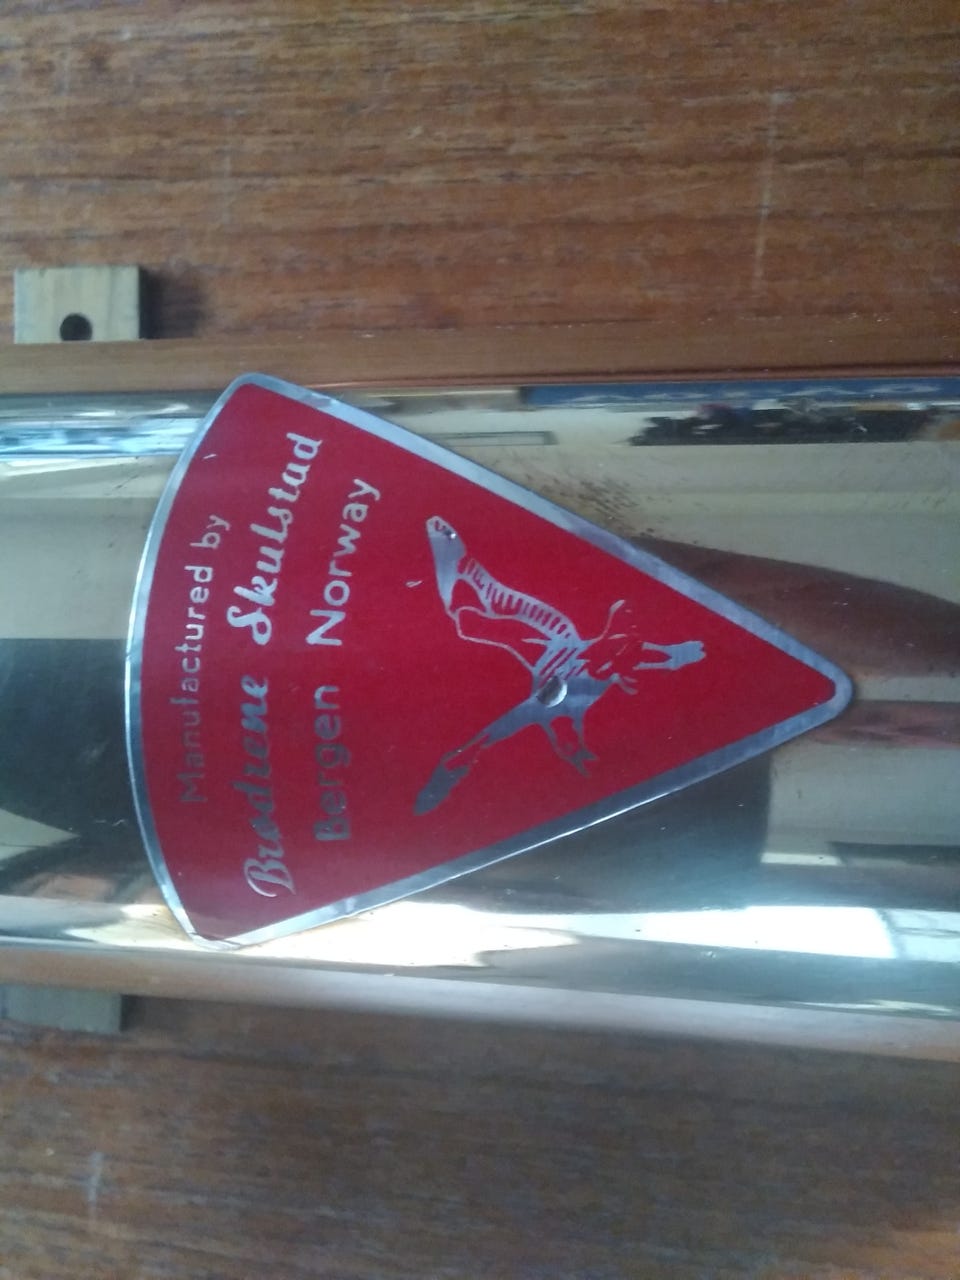 Manufactured by
Brødrene Skulstad
Bergen Norway